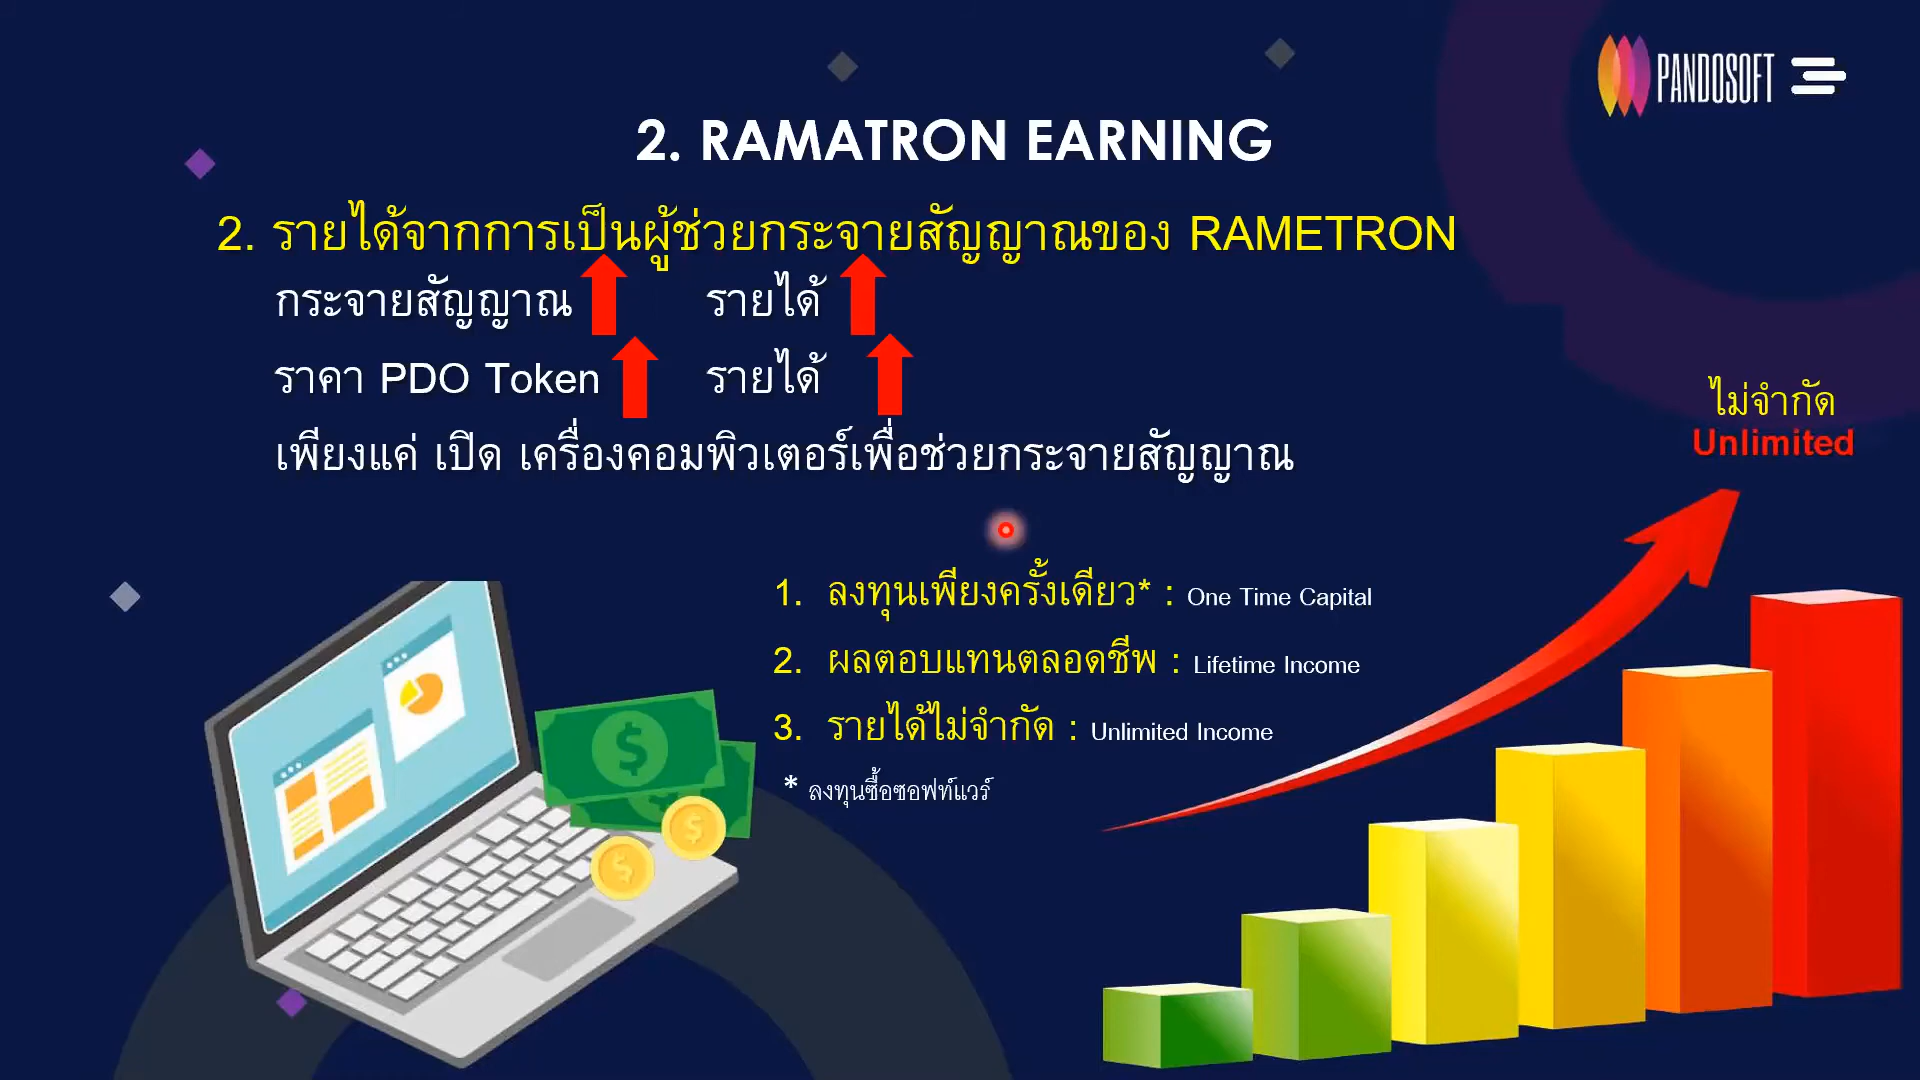 PANDOSOFT
2. RAMATRON EARNING
2. รายได้จากการเป็นผู้ช่วยกระจายสัญญาณของ RAMETRON
กระจายสัญญาณ รายได้
ราคา PDO Token รายได้
เพียงแค่ เปิด เครื่องคอมพิวเตอร์เพื่อช่วยกระจายสัญญาณ
ไม่จำกัด
Unlimited
1. ลงทุนเพียงครั้งเดียว* : One Time Capital
2. ผลตอบแทนตลอดชีพ : Lifetime Income
3. รายได้ไม่จำกัด : Unlimited Income
* ลงทุนซื้อซอฟท์แวร์